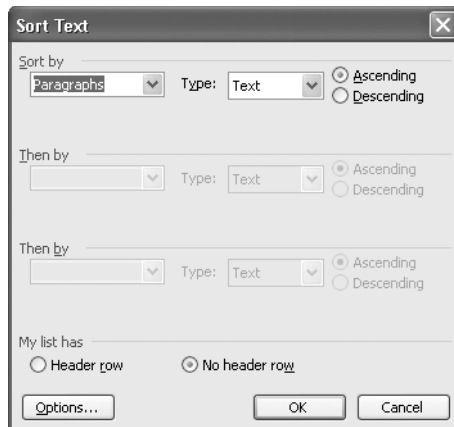 Sort Text
Sort by
Paragraphs Type: Text Ascending
Descending
Then by
Type: Text Ascending
Descending
Then by
Type: Text Ascending
Descending
My list has
Header row No header row
Options... OK Cancel